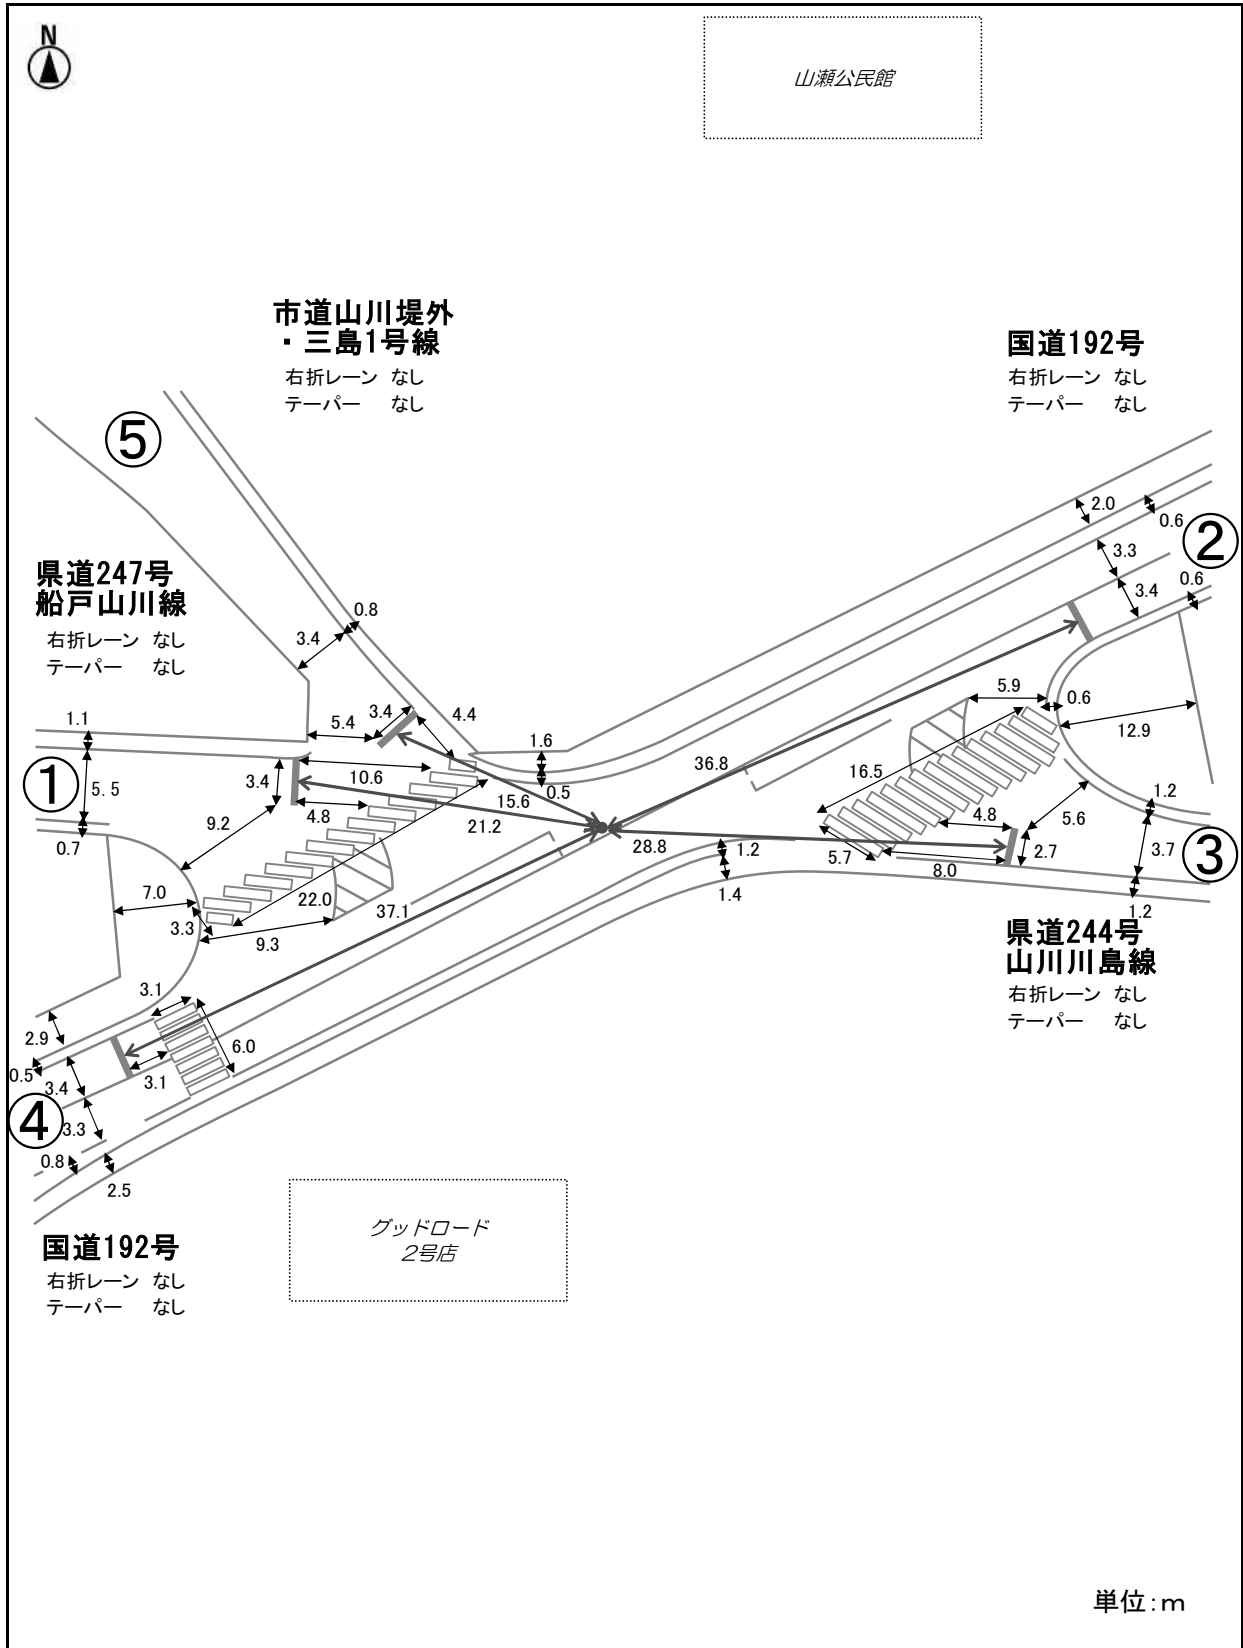 N
山瀬公民館
市道山川堤外
・三島1号線
右折レーン なし
テーパー なし
国道192号
右折レーン なし
テーパー なし
⑤
2.0
0.6
②
3.3
3.4
0.6
県道247号
船戸山川線
右折レーン なし
テーパー なし
0.8
3.4
5.9
0.6
12.9
1.1
5.4
3.4
4.4
1.6
0.5
36.8
16.5
①
5.5
3.4
10.6
15.6
4.8
21.2
9.2
0.7
28.8
1.2
1.4
4.8
5.6
1.2
2.7
3.7
③
5.7
8.0
1.2
7.0
3.3
22.0
37.1
9.3
県道244号
山川川島線
右折レーン なし
テーパー なし
3.1
2.9
6.0
0.5
3.4
3.1
④
3.3
0.8
2.5
国道192号
右折レーン なし
テーパー なし
グッドロード
2号店
単位:m